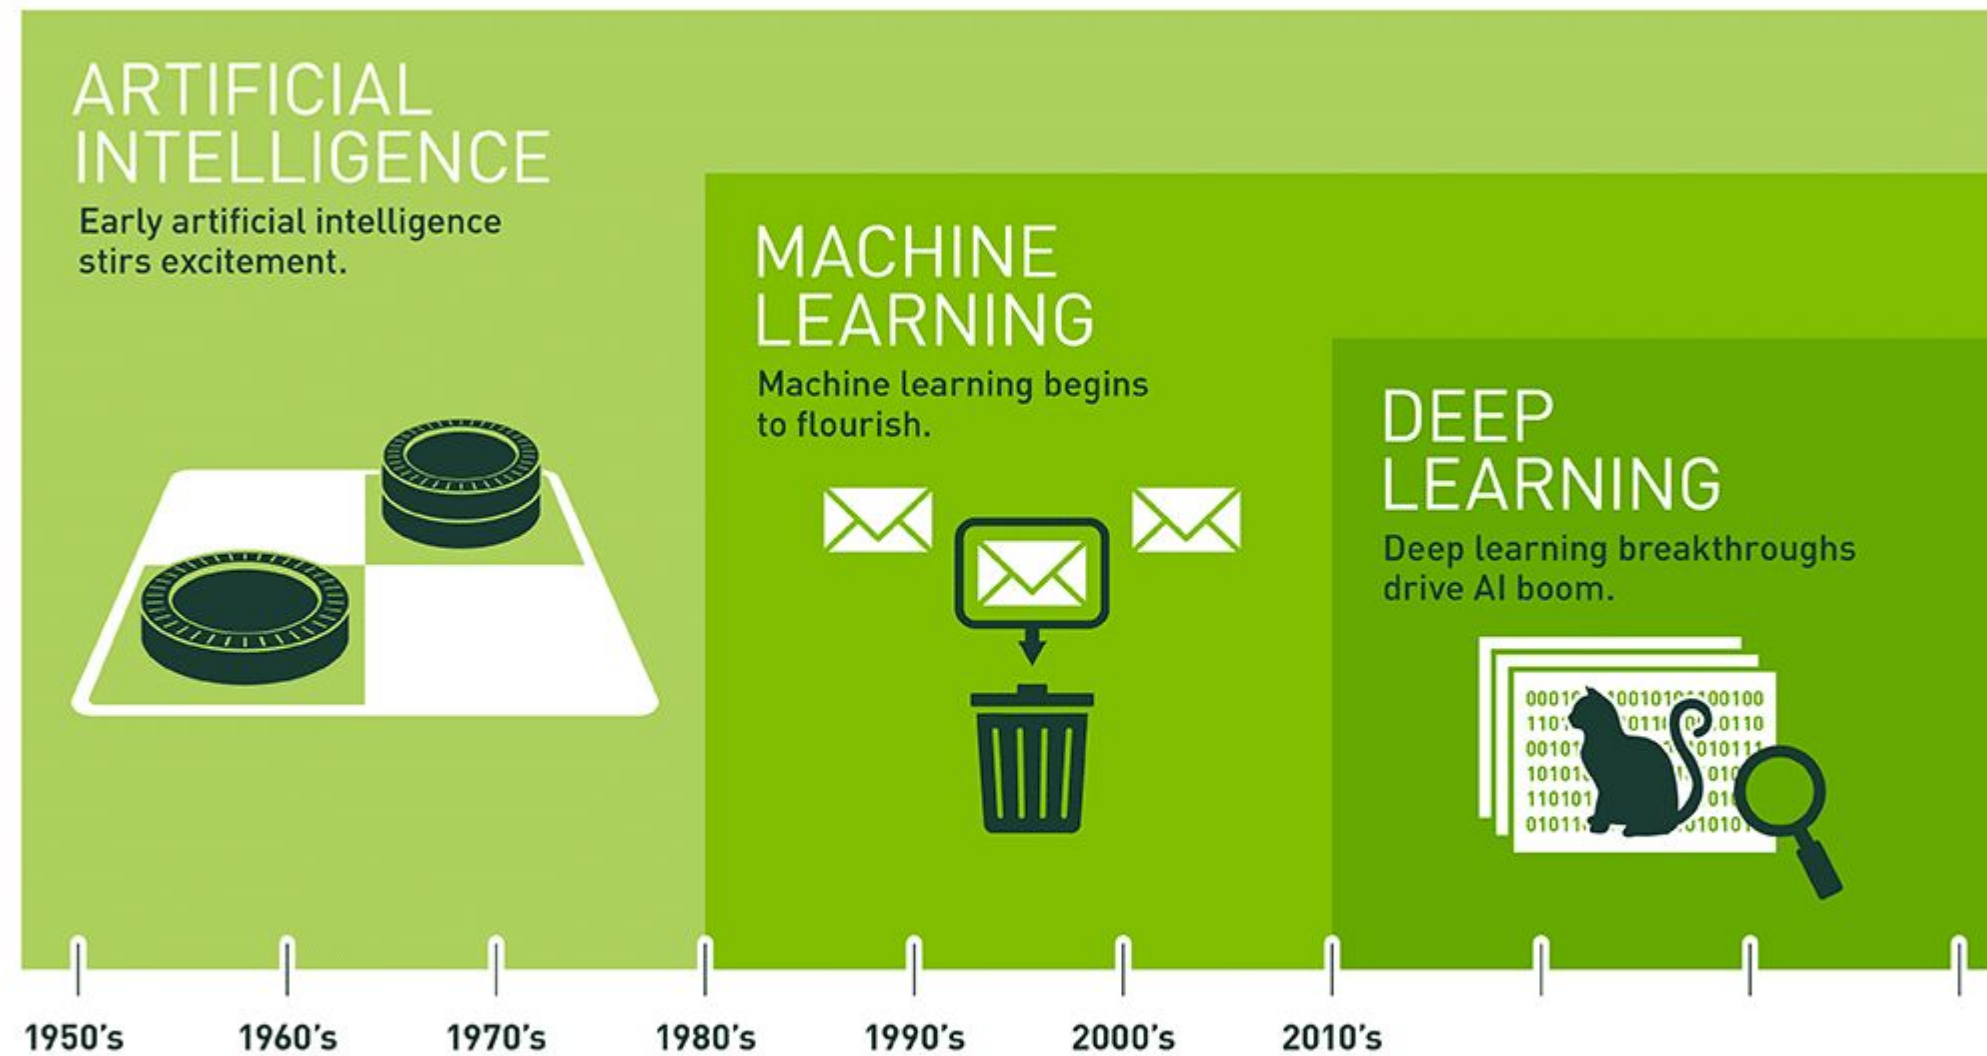 ARTIFICIAL
INTELLIGENCE
Early artificial intelligence
stirs excitement.
MACHINE
LEARNING
Machine learning begins
to flourish.
DEEP
LEARNING
Deep learning breakthroughs
drive AI boom.
1950's
1960's
1970's
1980's
1990's
2000's
2010's